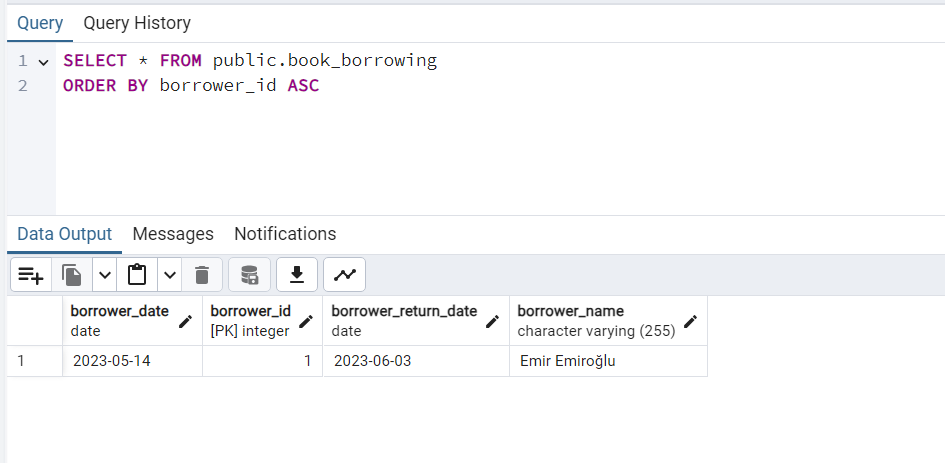 Query Query History
1 SELECT * FROM public.book_borrowing
2 ORDER BY borrower_id ASC
Data Output Messages Notifications
borrower_date borrower_id borrower_return_date borrower_name
date [PK] integer date character varying (255)
1 2023-05-14 1 2023-06-03 Emir Emiroğlu